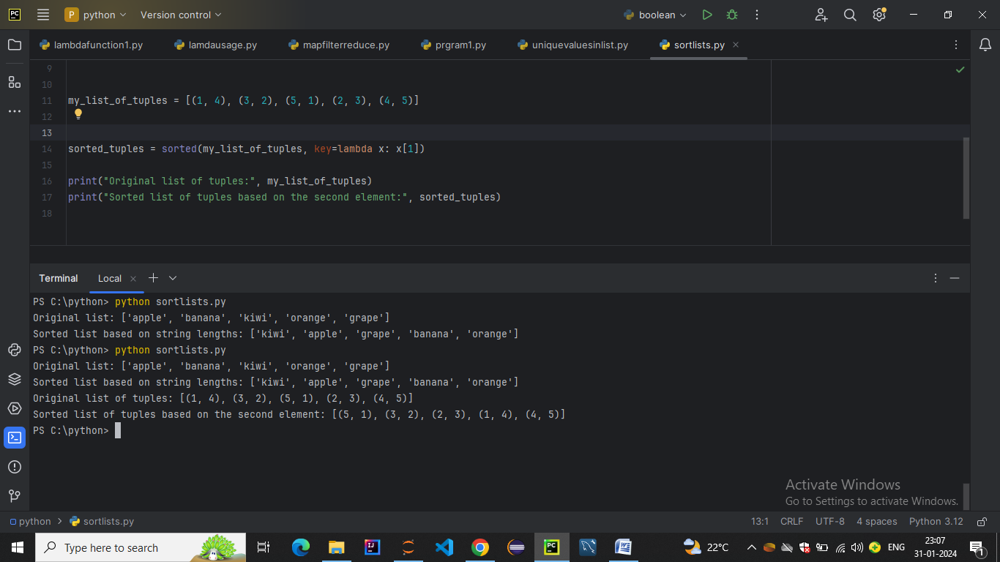 PC P python Version control boolean
lambdafunction1.py lamdausage.py mapfilterreduce.py prgram1.py uniquevaluesinlist.py sortlists.py
9
10
11 my_list_of_tuples = [(1, 4), (3, 2), (5, 1), (2, 3), (4, 5)]
12
13
14 sorted_tuples = sorted(my_list_of_tuples, key=lambda x: x[1])
15
16 print("Original list of tuples:", my_list_of_tuples)
17 print("Sorted list of tuples based on the second element:", sorted_tuples)
18
Terminal Local
PS C:\python> python sortlists.py
Original list: ['apple', 'banana', 'kiwi', 'orange', 'grape']
Sorted list based on string lengths: ['kiwi', 'apple', 'grape', 'banana', 'orange']
PS C:\python> python sortlists.py
Original list: ['apple', 'banana', 'kiwi', 'orange', 'grape']
Sorted list based on string lengths: ['kiwi', 'apple', 'grape', 'banana', 'orange']
Original list of tuples: [(1, 4), (3, 2), (5, 1), (2, 3), (4, 5)]
Sorted list of tuples based on the second element: [(5, 1), (3, 2), (2, 3), (1, 4), (4, 5)]
PS C:\python>
Activate Windows
Go to Settings to activate Windows.
python > sortlists.py 13:1 CRLF UTF-8 4 spaces Python 3.12
Type here to search IJ PC W 22°C ENG 23:07
31-01-2024 1